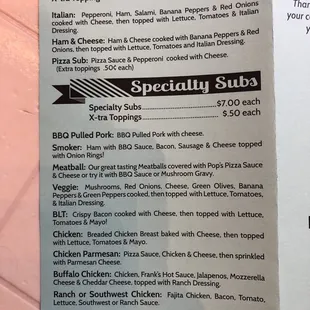 Italian: Pepperoni, Ham, Salami, Banana Peppers & Red Onions
cooked with Cheese, then topped with Lettuce, Tomatoes & Italian
Dressing.
Ham & Cheese: Ham & Cheese cooked with Banana Peppers & Red
Onions, then topped with Lettuce, Tomatoes and Italian Dressing.
Pizza Sub: Pizza Sauce & Pepperoni cooked with Cheese.
(Extra toppings .50¢ each)
Specialty Subs
Specialty Subs $7.00 each
X-tra Toppings $.50 each
BBQ Pulled Pork: BBQ Pulled Pork with cheese.
Smoker: Ham with BBQ Sauce, Bacon, Sausage & Cheese topped
with Onion Rings!
Meatball: Our great tasting Meatballs covered with Pop's Pizza Sauce
& Cheese or try it with BBQ Sauce or Mushroom Gravy.
Veggie: Mushrooms, Red Onions, Cheese, Green Olives, Banana
Peppers & Green Peppers cooked, then topped with Lettuce, Tomatoes,
& Italian Dressing.
BLT: Crispy Bacon cooked with Cheese, then topped with Lettuce,
Tomatoes & Mayo!
Chicken: Breaded Chicken Breast baked with Cheese, then topped
with Lettuce, Tomatoes & Mayo.
Chicken Parmesan: Pizza Sauce, Chicken & Cheese, then sprinkled
with Parmesan Cheese.
Buffalo Chicken: Chicken, Frank's Hot Sauce, Jalapenos, Mozzerella
Cheese & Cheddar Cheese, topped with Ranch Dressing.
Ranch or Southwest Chicken: Fajita Chicken, Bacon, Tomato,
Lettuce, Southwest or Ranch Sauce.
your c